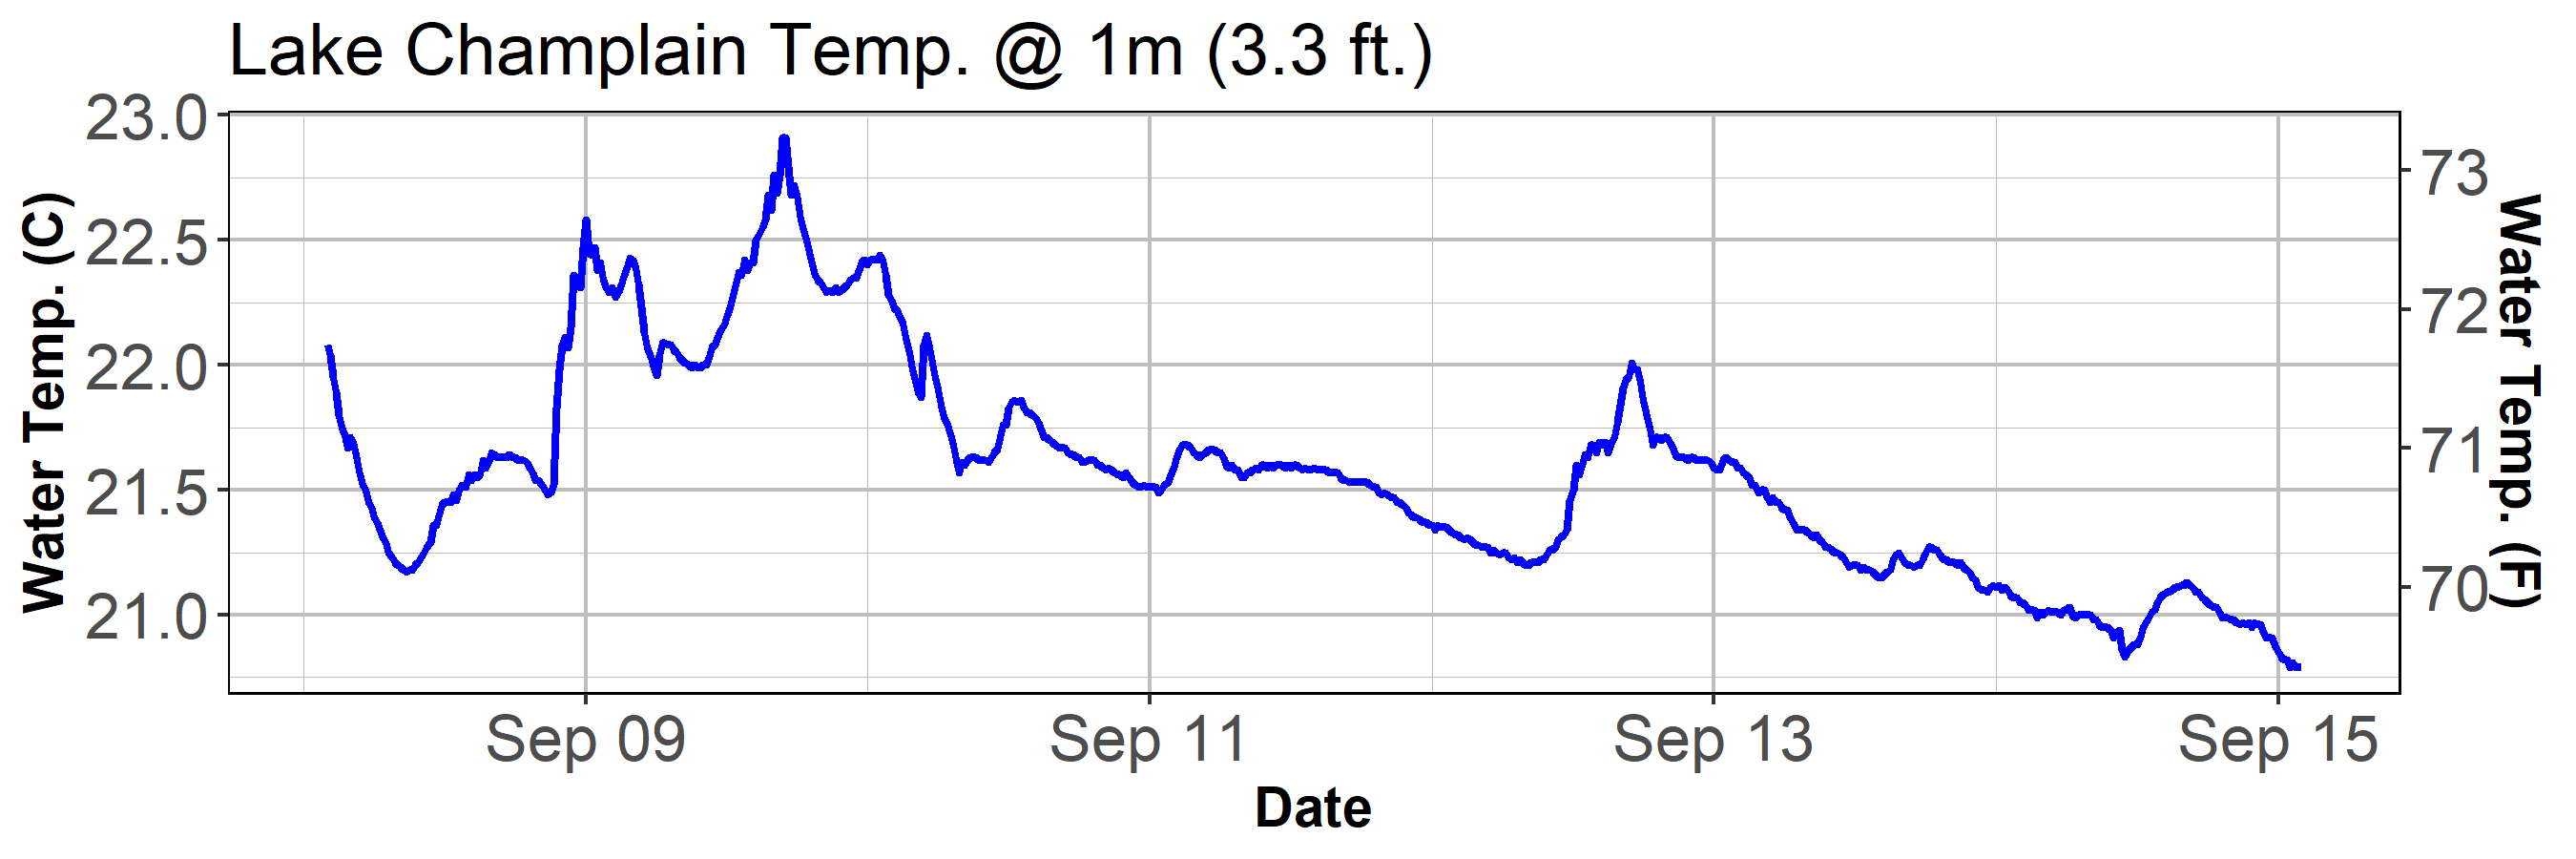 Lake Champlain Temp. @ 1m (3.3 ft.)
Water Temp. (C)
23.0
22.5
22.0
21.5
21.0
73
72
71
70
Water Temp. (F)
Sep 09
Sep 11
Sep 13
Sep 15
Date